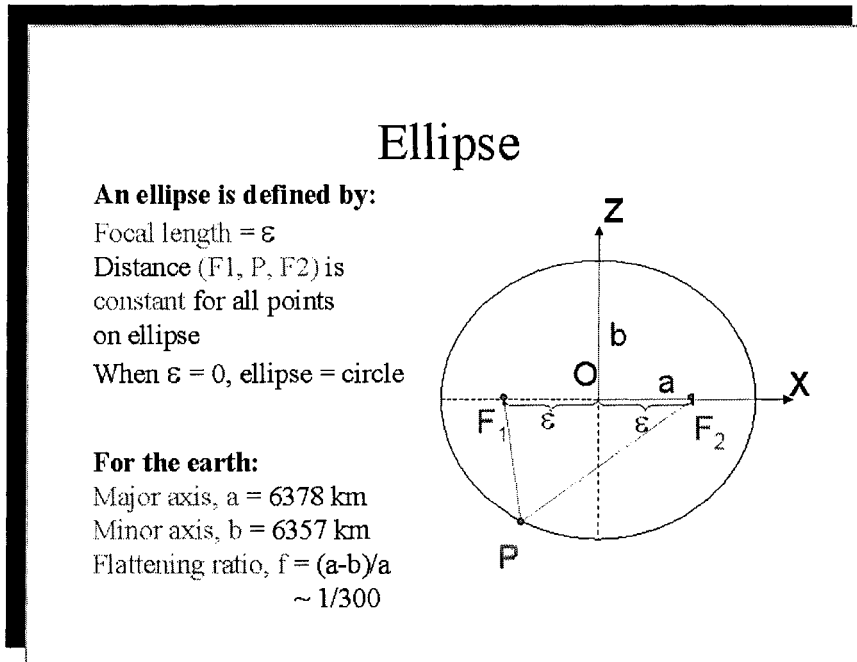 Ellipse
An ellipse is defined by:
Focal length = ε
Distance (F1, P, F2) is
constant for all points
on ellipse
When ε = 0, ellipse = circle
For the earth:
Major axis, a = 6378 km
Minor axis, b = 6357 km
Flattening ratio, f = (a-b)/a
~ 1/300
Z
b
O
a
X
F₁
ε
ε
F₂
P